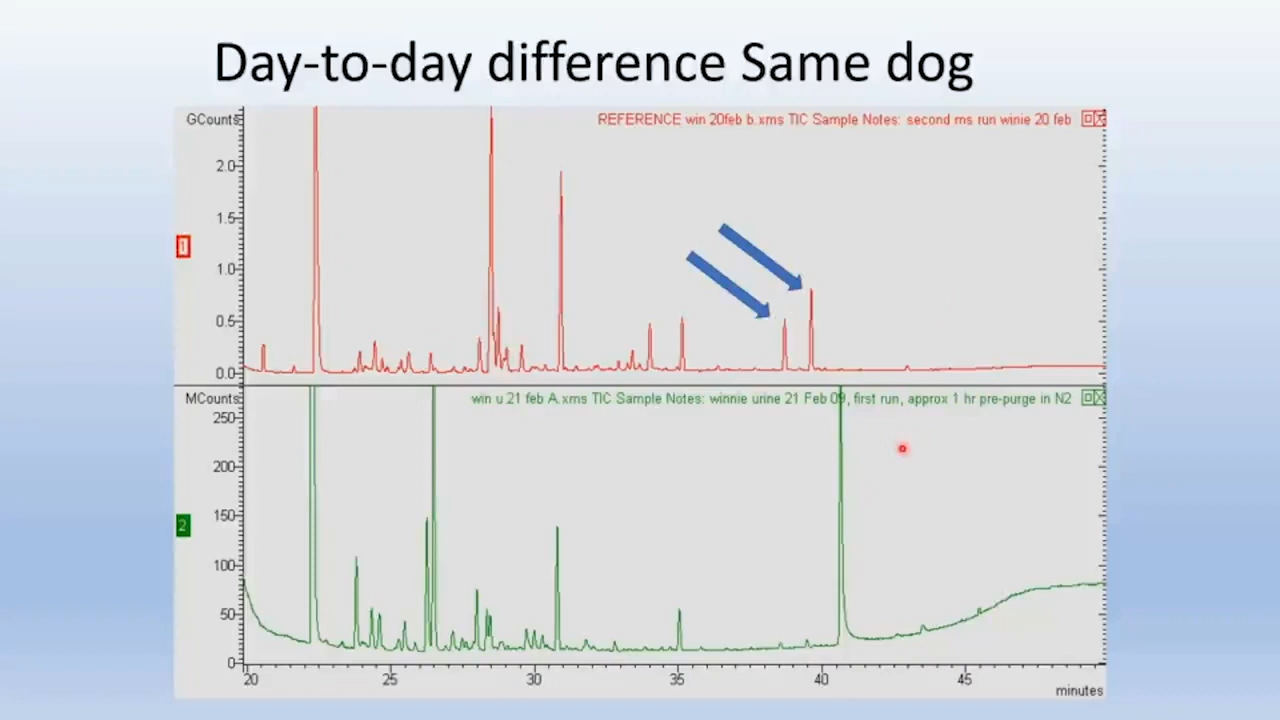 Day-to-day difference Same dog
GCounts
REFERENCE win 20feb b.xms TIC Sample Notes: second ms run winie 20 feb
2.0
1.5
1
1.0
0.5
0.0
MCounts
win u 21 feb A.xms TIC Sample Notes: winnie urine 21 Feb 09, first run, approx 1 hr pre-purge in N2
250
200
2
150
100
50
0
20 25 30 35 40 45
minutes